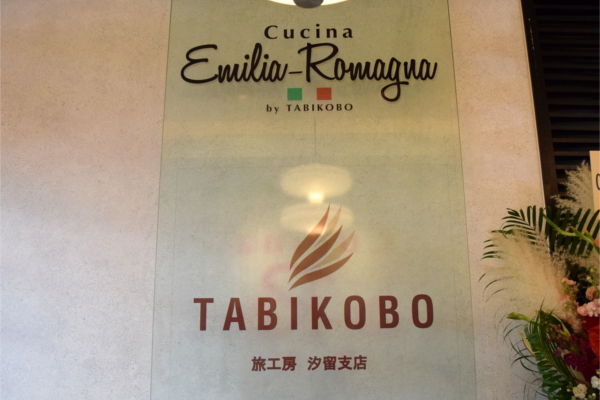 Cucina
Emilia-Romagna
by TABIKOBO
TABIKOBO
旅工房 汐留支店